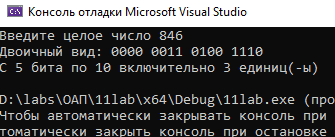 Консоль отладки Microsoft Visual Studio
Введите целое число 846
Двоичный вид: 0000 0011 0100 1110
С 5 бита по 10 включительно 3 единиц(-ы)
D:\labs\ОАП\11lab\x64\Debug\11lab.exe (про
Чтобы автоматически закрывать консоль при
томатически закрыть консоль при остановке